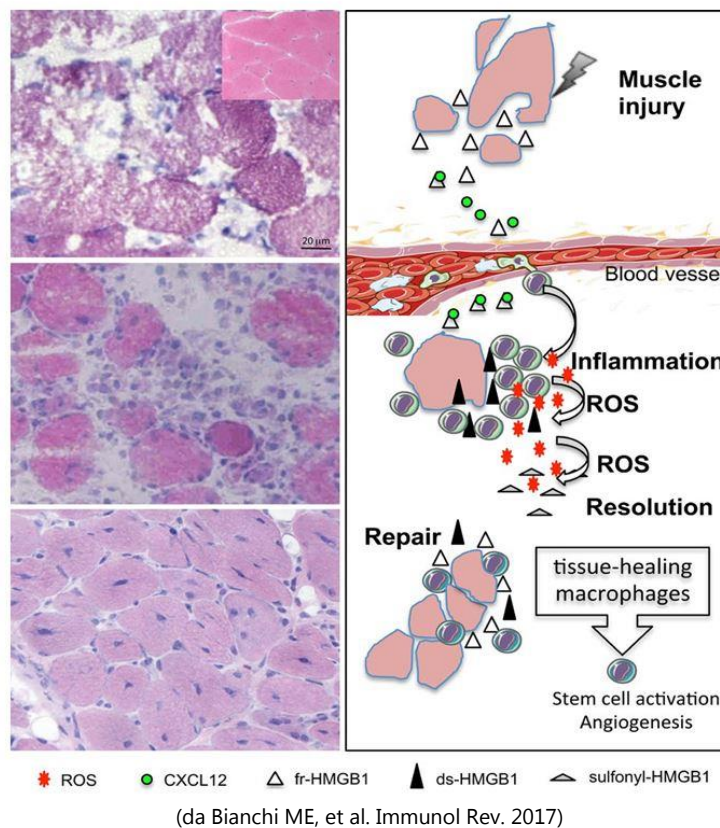 20 µm
Muscle
injury
Blood vesse
Inflammation
ROS
ROS
Resolution
Repair
tissue-healing
macrophages
Stem cell activation
Angiogenesis
ROS CXCL12 fr-HMGB1 ds-HMGB1 sulfonyl-HMGB1
(da Bianchi ME, et al. Immunol Rev. 2017)